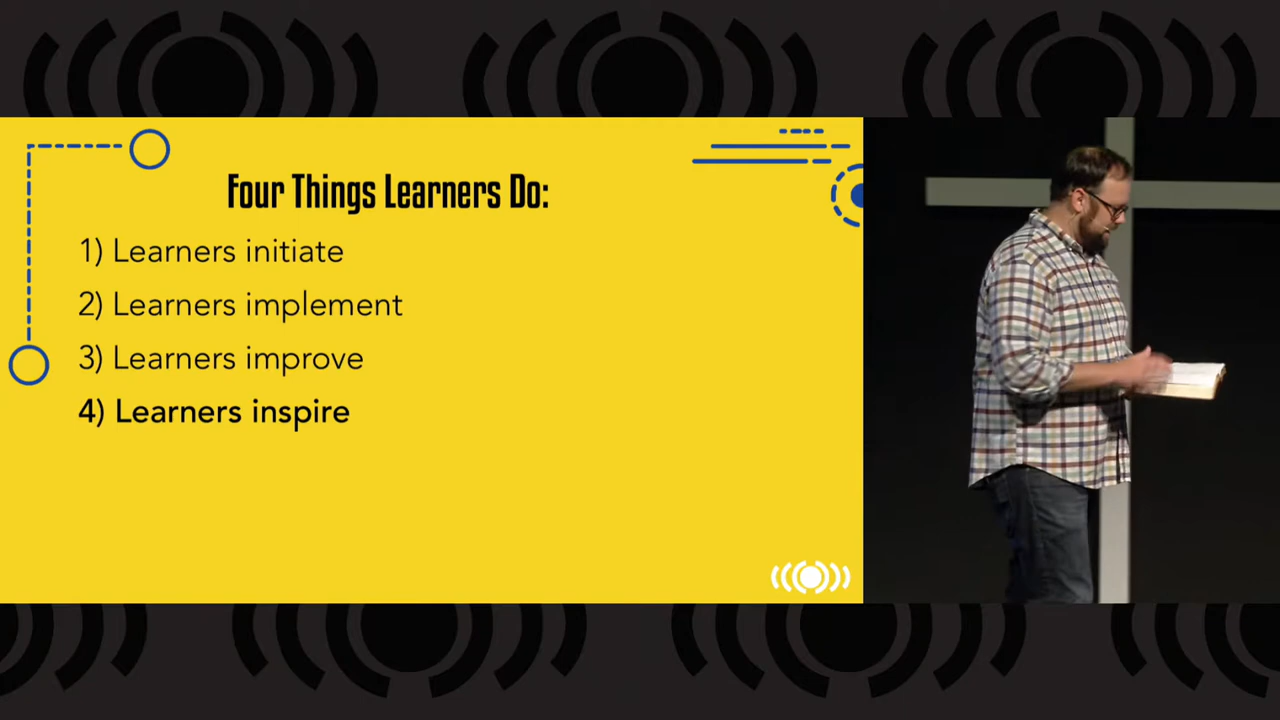 Four Things Learners Do:
1) Learners initiate
2) Learners implement
3) Learners improve
4) Learners inspire